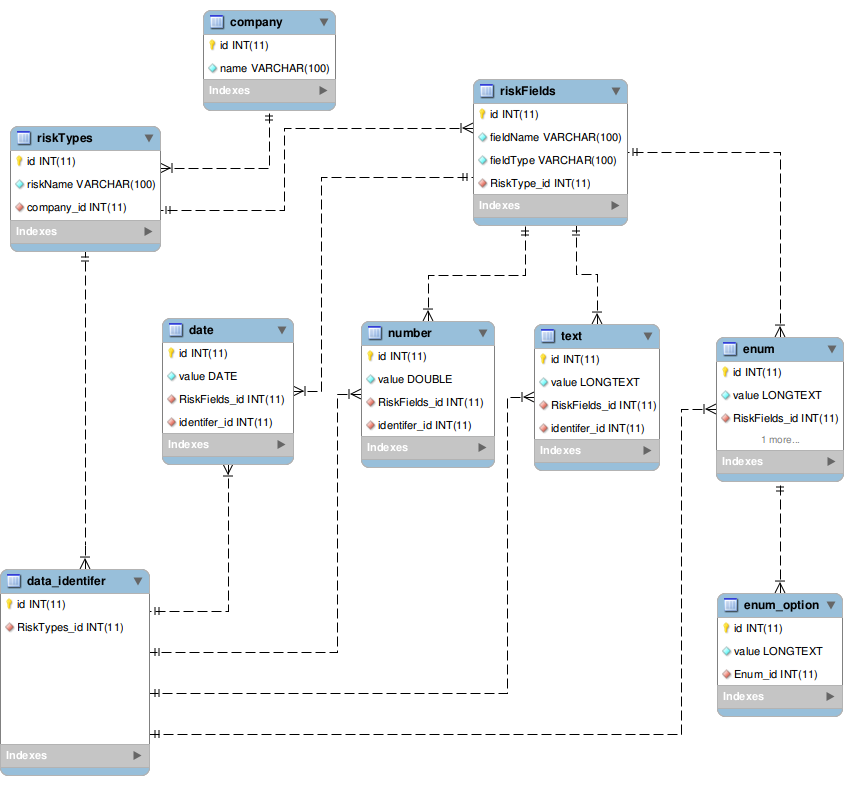 company
id INT(11)
name VARCHAR(100)
Indexes
riskFields
id INT(11)
fieldName VARCHAR(100)
fieldType VARCHAR(100)
RiskType_id INT(11)
Indexes
riskTypes
id INT(11)
riskName VARCHAR(100)
company_id INT(11)
Indexes
date
id INT(11)
value DATE
RiskFields_id INT(11)
identifer_id INT(11)
Indexes
number
id INT(11)
value DOUBLE
RiskFields_id INT(11)
identifer_id INT(11)
Indexes
text
id INT(11)
value LONGTEXT
RiskFields_id INT(11)
identifer_id INT(11)
Indexes
enum
id INT(11)
value LONGTEXT
RiskFields_id INT(11)
1 more...
Indexes
data_identifer
id INT(11)
RiskTypes_id INT(11)
Indexes
enum_option
id INT(11)
value LONGTEXT
Enum_id INT(11)
Indexes